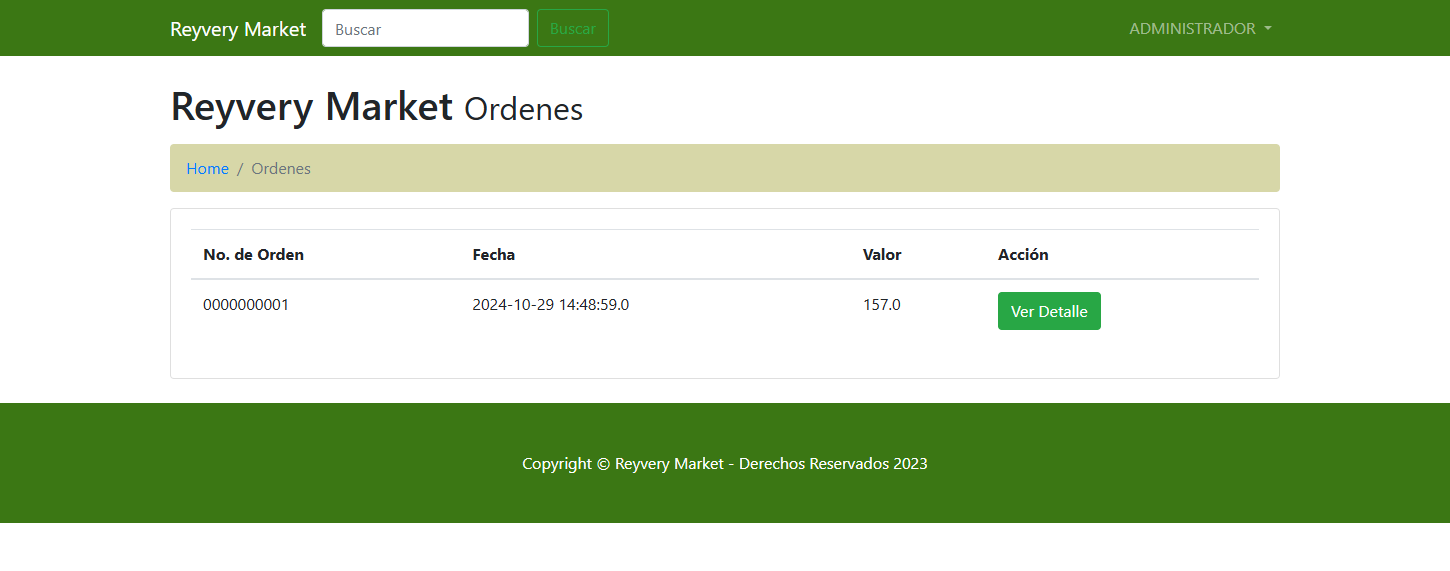 Reyvery Market Buscar Buscar ADMINISTRADOR
Reyvery Market Ordenes
Home / Ordenes
No. de Orden Fecha Valor Acción
0000000001 2024-10-29 14:48:59.0 157.0 Ver Detalle
Copyright © Reyvery Market - Derechos Reservados 2023